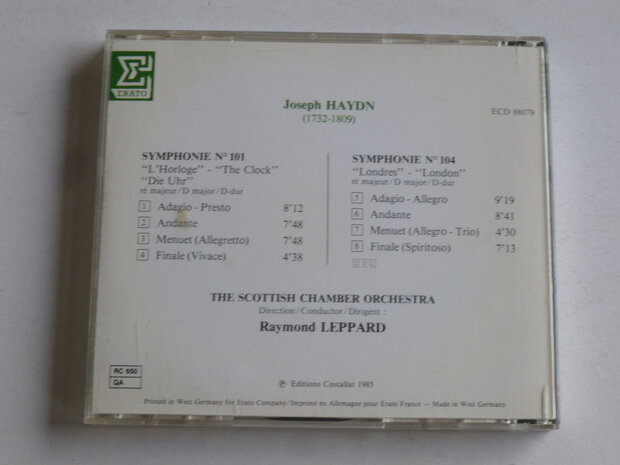 ERATO
Joseph HAYDN
(1732-1809)
ECD 88079
SYMPHONIE N° 101
"L'Horloge" - "The Clock"
"Die Uhr"
ré majeur/D major/D-dur
1 Adagio - Presto 8'12
2 Andante 7'48
3 Menuet (Allegretto) 7'48
4 Finale (Vivace) 4'38
SYMPHONIE N° 104
"Londres" - "London"
ré majeur/D major/D-dur
5 Adagio - Allegro 9'19
6 Andante 8'41
7 Menuet (Allegro - Trio) 4'30
8 Finale (Spiritoso) 7'13
THE SCOTTISH CHAMBER ORCHESTRA
Direction/Conductor/Dirigent :
Raymond LEPPARD
RC 650
QA
℗ Editions Costallat 1985
Printed in West Germany for Erato Company/Imprimé en Allemagne pour Erato France - Made in West Germany